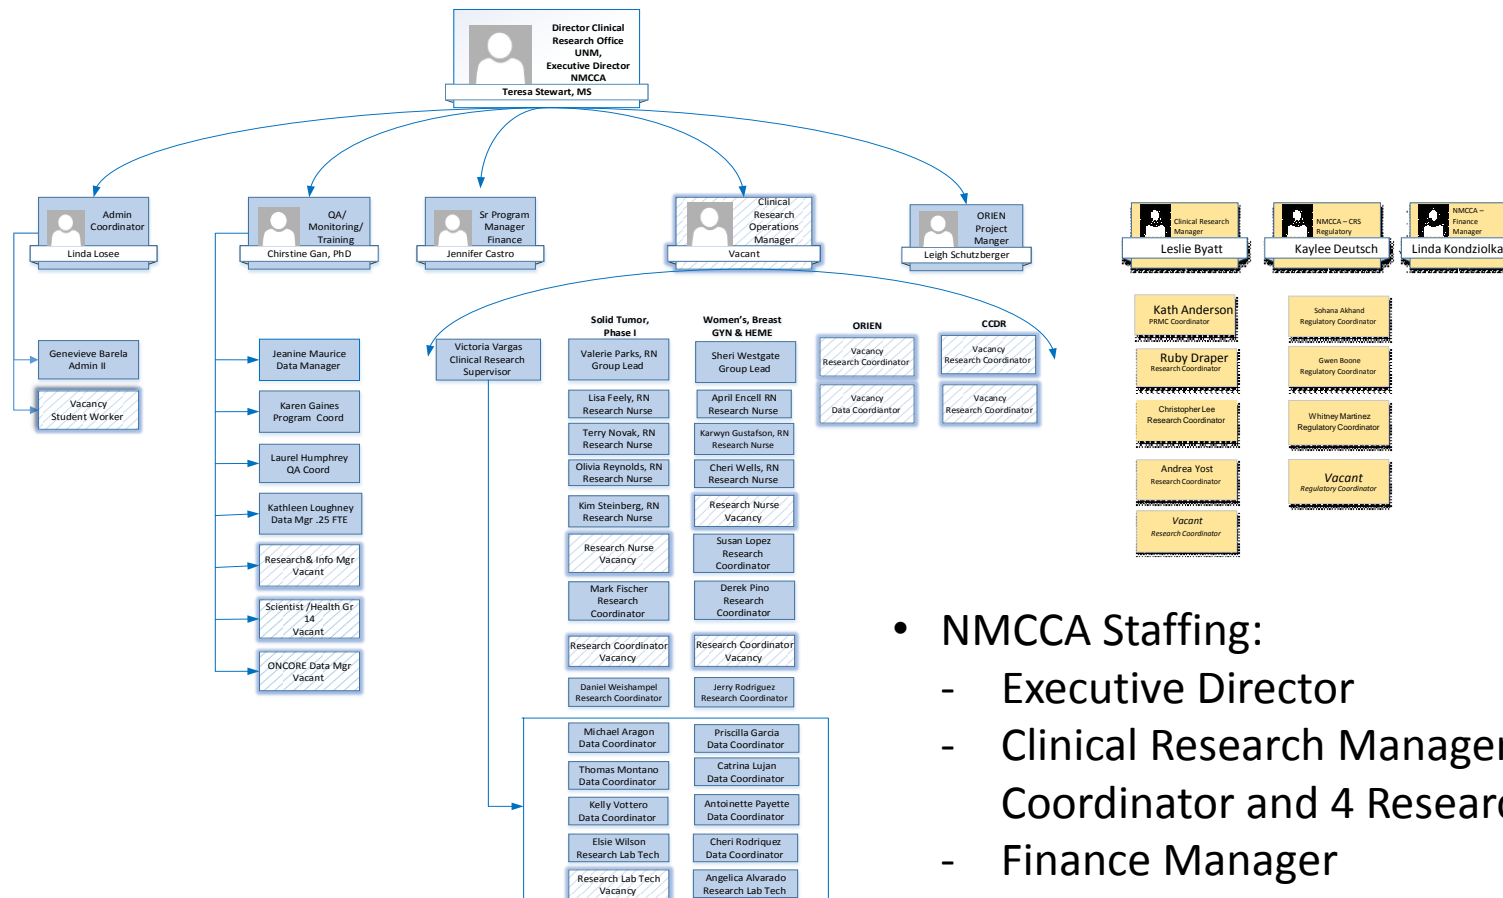 Director Clinical
Research Office
UNM,
Executive Director
NMCCA
Teresa Stewart, MS
Admin
Coordinator
Linda Losee
QA/
Monitoring/
Training
Chirstine Gan, PhD
Sr Program
Manager
Finance
Jennifer Castro
Clinical
Research
Operations
Manager
Vacant
ORIEN
Project
Manger
Leigh Schutzberger
Clinical Research
Manager
Leslie Byatt
NMCCA – CRS
Regulatory
Kaylee Deutsch
NMCCA –
Finance
Manager
Linda Kondziolka
Genevieve Barela
Admin II
Vacancy
Student Worker
Jeanine Maurice
Data Manager
Karen Gaines
Program Coord
Laurel Humphrey
QA Coord
Kathleen Loughney
Data Mgr .25 FTE
Research& Info Mgr
Vacant
Scientist /Health Gr
14
Vacant
ONCORE Data Mgr
Vacant
Victoria Vargas
Clinical Research
Supervisor
Solid Tumor,
Phase I
Valerie Parks, RN
Group Lead
Lisa Feely, RN
Research Nurse
Terry Novak, RN
Research Nurse
Olivia Reynolds, RN
Research Nurse
Kim Steinberg, RN
Research Nurse
Research Nurse
Vacancy
Mark Fischer
Research
Coordinator
Research Coordinator
Vacancy
Daniel Weishampel
Research Coordinator
Michael Aragon
Data Coordinator
Thomas Montano
Data Coordinator
Kelly Vottero
Data Coordinator
Elsie Wilson
Research Lab Tech
Research Lab Tech
Vacancy
Women's, Breast
GYN & HEME
Sheri Westgate
Group Lead
April Encell RN
Research Nurse
Karwyn Gustafson, RN
Research Nurse
Cheri Wells, RN
Research Nurse
Research Nurse
Vacancy
Susan Lopez
Research
Coordinator
Derek Pino
Research
Coordinator
Research Coordinator
Vacancy
Jerry Rodriguez
Research Coordinator
Priscilla Garcia
Data Coordinator
Catrina Lujan
Data Coordinator
Antoinette Payette
Data Coordinator
Cheri Rodriquez
Data Coordinator
Angelica Alvarado
Research Lab Tech
ORIEN
Vacancy
Research Coordinator
Vacancy
Data Coordiantor
CCDR
Vacancy
Research Coordinator
Vacancy
Research Coordinator
Kath Anderson
PRMC Coordinator
Ruby Draper
Research Coordinator
Christopher Lee
Research Coordinator
Andrea Yost
Research Coordinator
Vacant
Research Coordinator
Sohana Akhand
Regulatory Coordinator
Gwen Boone
Regulatory Coordinator
Whitney Martinez
Regulatory Coordinator
Vacant
Regulatory Coordinator
• NMCCA Staffing:
- Executive Director
- Clinical Research Manager
Coordinator and 4 Researc
- Finance Manager